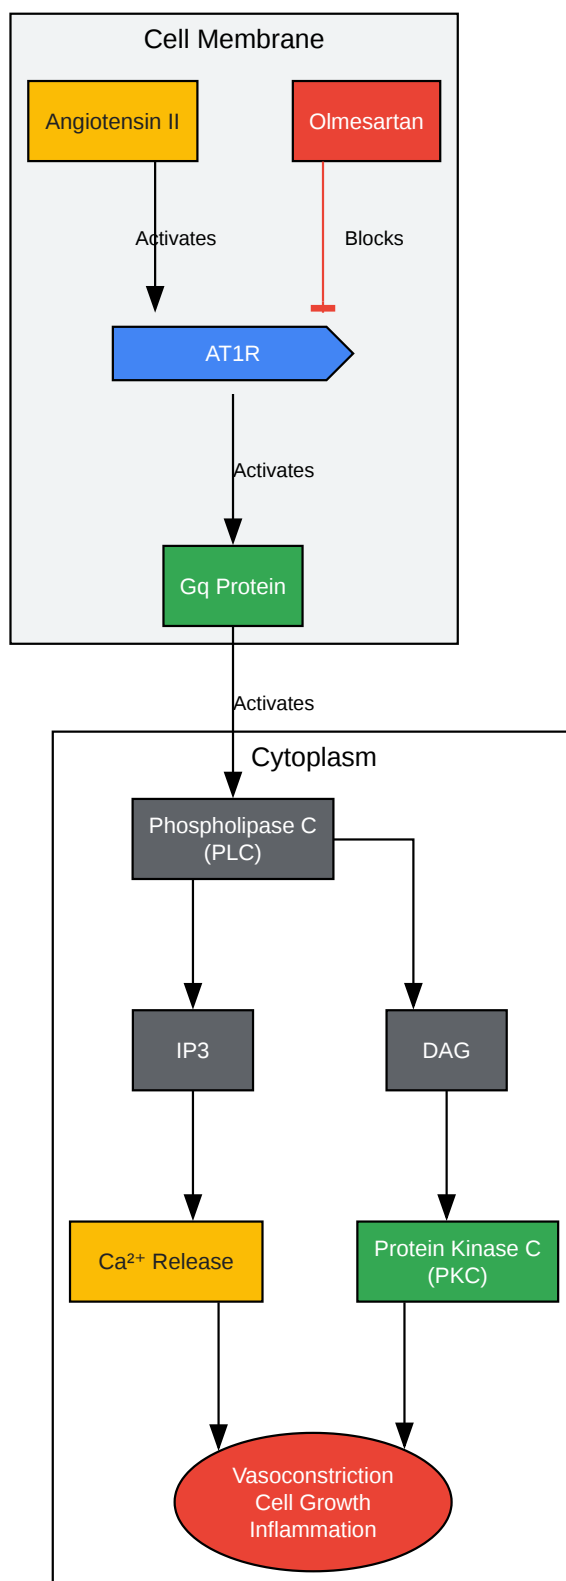 Cell Membrane
Angiotensin II
Olmesartan
Activates
Blocks
AT1R
Activates
Gq Protein
Activates
Cytoplasm
Phospholipase C
(PLC)
IP3
DAG
Ca²⁺ Release
Protein Kinase C
(PKC)
Vasoconstriction
Cell Growth
Inflammation